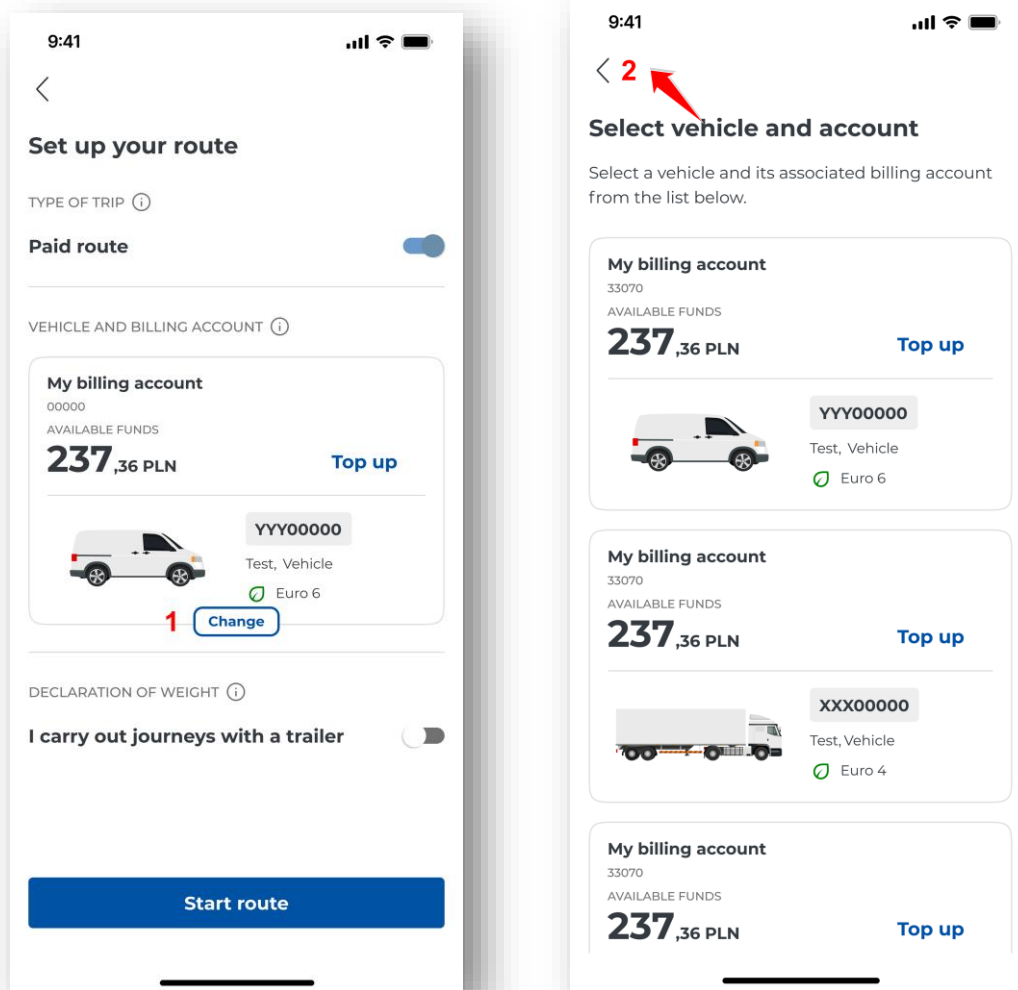 9:41
Set up your route
TYPE OF TRIP
Paid route
VEHICLE AND BILLING ACCOUNT
My billing account
00000
AVAILABLE FUNDS
237,36 PLN
Top up
YYY00000
Test, Vehicle
Euro 6
1 Change
DECLARATION OF WEIGHT
I carry out journeys with a trailer
Start route
9:41
2
Select vehicle and account
Select a vehicle and its associated billing account
from the list below.
My billing account
33070
AVAILABLE FUNDS
237,36 PLN
Top up
YYY00000
Test, Vehicle
Euro 6
My billing account
33070
AVAILABLE FUNDS
237,36 PLN
Top up
XXX00000
Test, Vehicle
Euro 4
My billing account
33070
AVAILABLE FUNDS
237,36 PLN
Top up